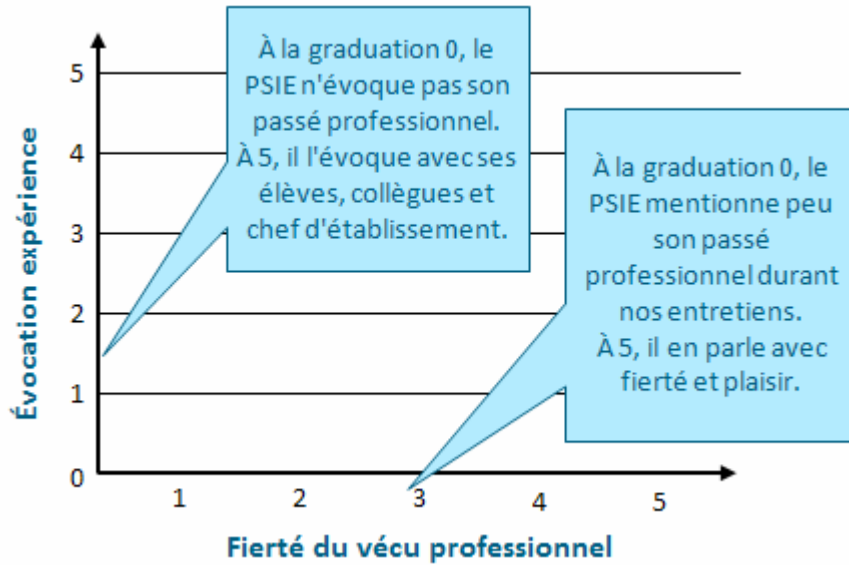 À la graduation 0, le
PSIE n'évoque pas son
passé professionnel.
À 5, il l'évoque avec ses
élèves, collègues et
chef d'établissement.
À la graduation 0, le
PSIE mentionne peu
son passé
professionnel durant
nos entretiens.
À 5, il en parle avec
fierté et plaisir.
Évocation expérience
5
4
3
2
1
0
1
2
3
4
5
Fierté du vécu professionnel